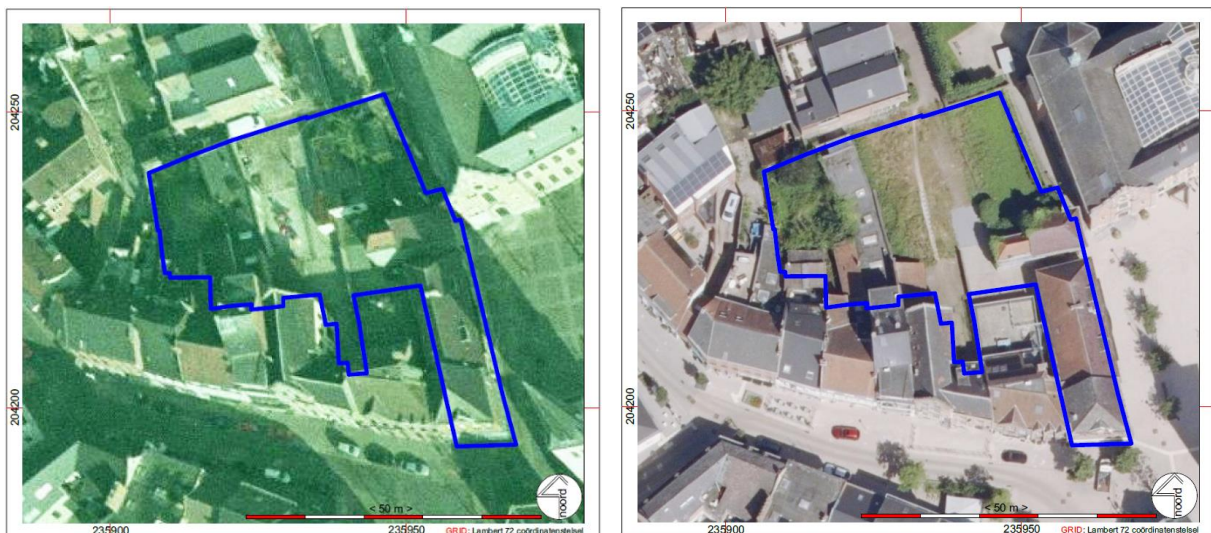 204250
204200
235900
235950
< 50 m >
noord
GRID: Lambert 72 coördinatenstelsel
204250
204200
235900
235950
< 50 m >
noord
GRID: Lambert 72 coördinatenstelsel